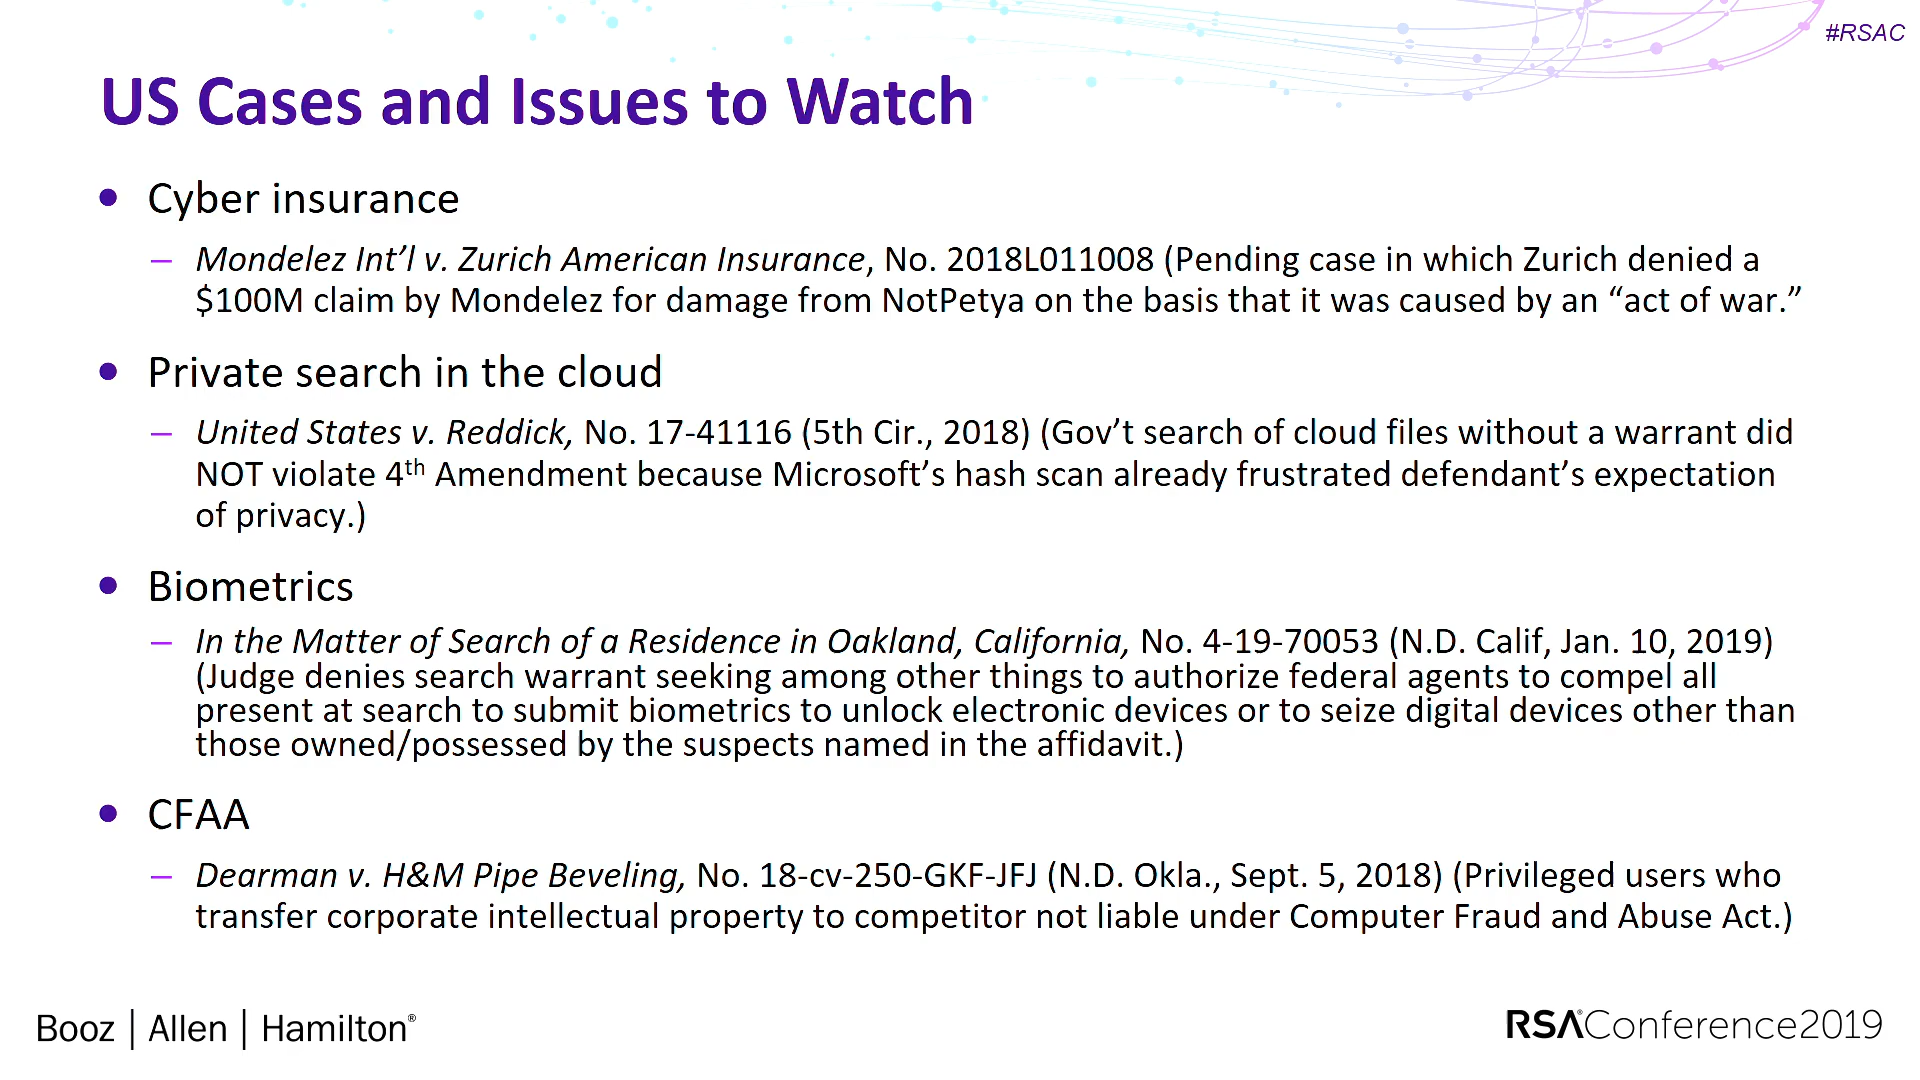 #RSAC
US Cases and Issues to Watch
• Cyber insurance
– Mondelez Int’l v. Zurich American Insurance, No. 2018L011008 (Pending case in which Zurich denied a
$100M claim by Mondelez for damage from NotPetya on the basis that it was caused by an “act of war.”
• Private search in the cloud
– United States v. Reddick, No. 17-41116 (5th Cir., 2018) (Gov’t search of cloud files without a warrant did
NOT violate 4th Amendment because Microsoft’s hash scan already frustrated defendant’s expectation
of privacy.)
• Biometrics
– In the Matter of Search of a Residence in Oakland, California, No. 4-19-70053 (N.D. Calif, Jan. 10, 2019)
(Judge denies search warrant seeking among other things to authorize federal agents to compel all
present at search to submit biometrics to unlock electronic devices or to seize digital devices other than
those owned/possessed by the suspects named in the affidavit.)
• CFAA
– Dearman v. H&M Pipe Beveling, No. 18-cv-250-GKF-JFJ (N.D. Okla., Sept. 5, 2018) (Privileged users who
transfer corporate intellectual property to competitor not liable under Computer Fraud and Abuse Act.)
Booz | Allen | Hamilton®
RSA®Conference2019